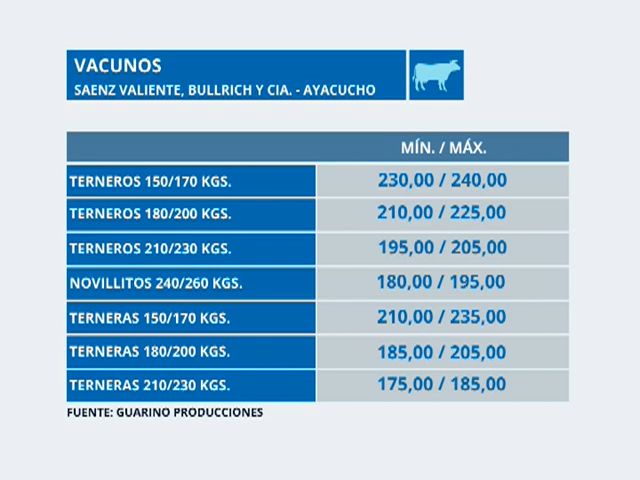 VACUNOS
SAENZ VALIENTE, BULLRICH Y CIA. - AYACUCHO
MÍN. / MÁX.
TERNEROS 150/170 KGS. 230,00 / 240,00
TERNEROS 180/200 KGS. 210,00 / 225,00
TERNEROS 210/230 KGS. 195,00 / 205,00
NOVILLITOS 240/260 KGS. 180,00 / 195,00
TERNERAS 150/170 KGS. 210,00 / 235,00
TERNERAS 180/200 KGS. 185,00 / 205,00
TERNERAS 210/230 KGS. 175,00 / 185,00
FUENTE: GUARINO PRODUCCIONES